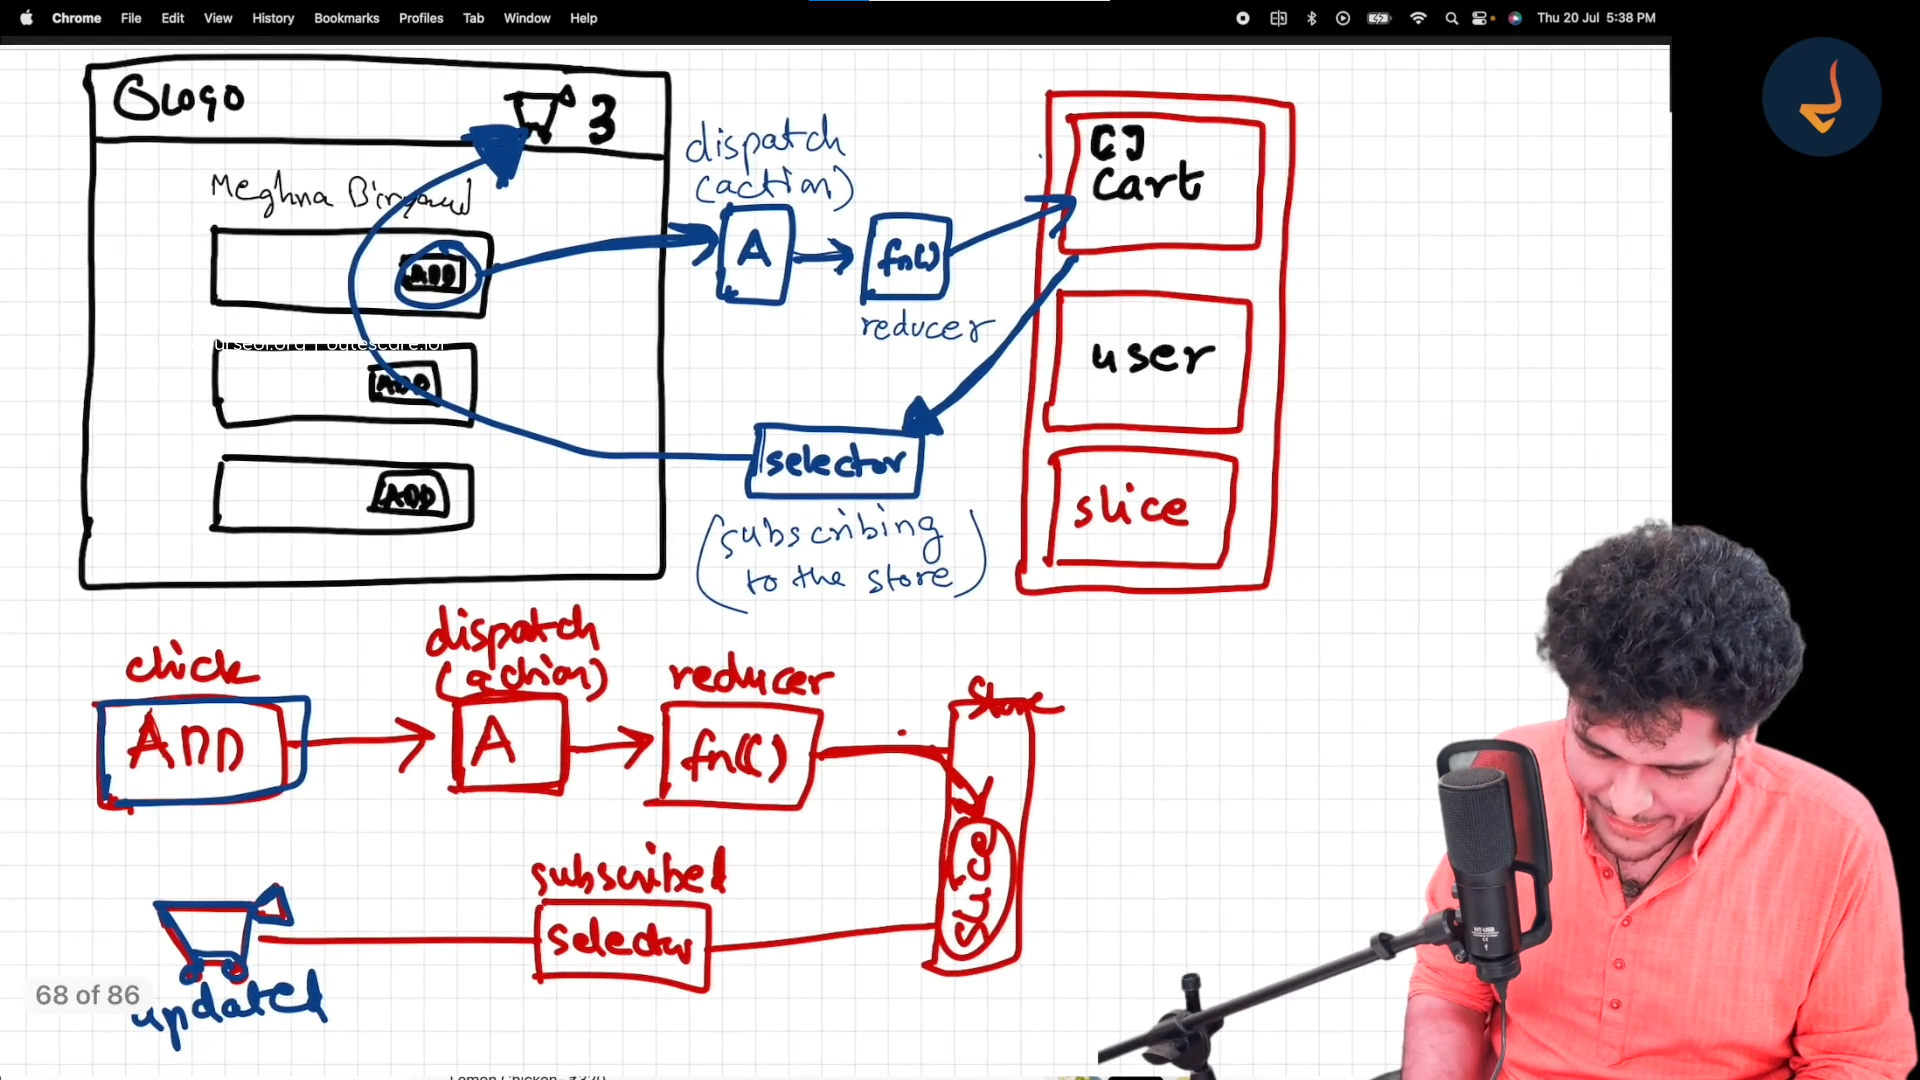 Chrome File Edit View History Bookmarks Profiles Tab Window Help
Thu 20 Jul 5:38 PM
LOGO
3
Meghna
ADD
ADD
ADD
dispatch
(action)
A
fn()
reducer
[]
cart
user
slice
selector
(subscribing
to the store)
click
ADD
dispatch
(action)
A
reducer
fn()
store
slice
subscribed
selector
updated
68 of 86